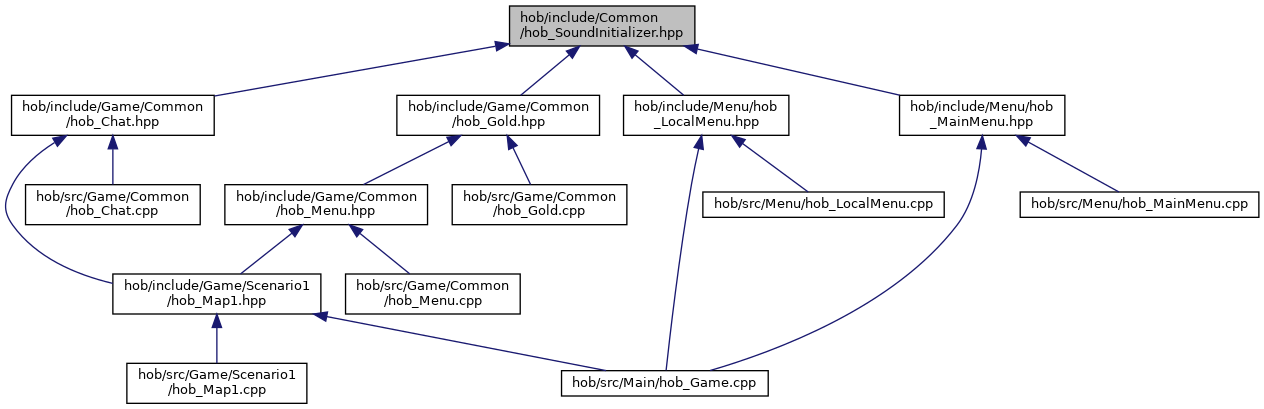 hob/include/Common
/hob_SoundInitializer.hpp
hob/include/Game/Common
/hob_Chat.hpp
hob/include/Game/Common
/hob_Gold.hpp
hob/include/Menu/hob
_LocalMenu.hpp
hob/include/Menu/hob
_MainMenu.hpp
hob/src/Game/Common
/hob_Chat.cpp
hob/include/Game/Common
/hob_Menu.hpp
hob/src/Game/Common
/hob_Gold.cpp
hob/src/Menu/hob_LocalMenu.cpp
hob/src/Menu/hob_MainMenu.cpp
hob/include/Game/Scenario1
/hob_Map1.hpp
hob/src/Game/Common
/hob_Menu.cpp
hob/src/Game/Scenario1
/hob_Map1.cpp
hob/src/Main/hob_Game.cpp